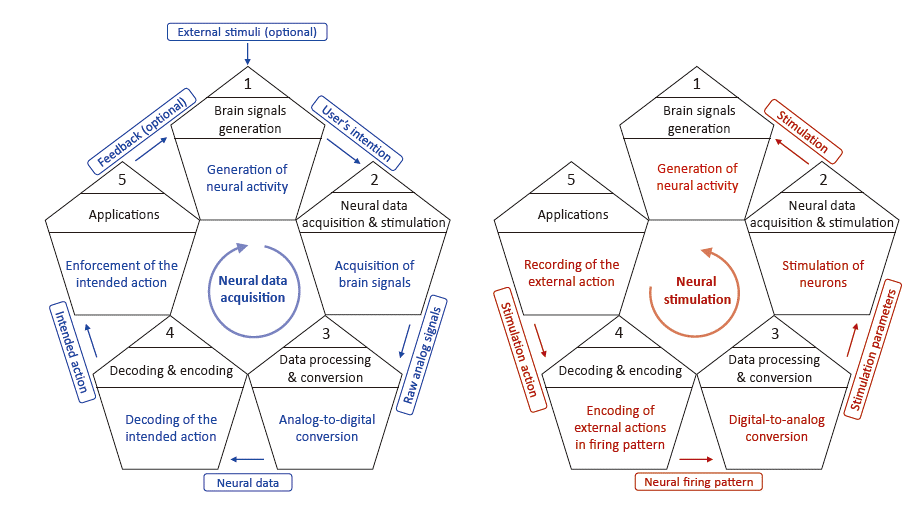 External stimuli (optional)
1
Brain signals
generation
Generation of
neural activity
User's intention
2
Neural data
acquisition & stimulation
Acquisition of
brain signals
Raw analog signals
3
Data processing
& conversion
Analog-to-digital
conversion
Neural data
4
Decoding & encoding
Decoding of the
intended action
Intended action
5
Applications
Enforcement of the
intended action
Feedback (optional)
Neural data
acquisition
1
Brain signals
generation
Generation of
neural activity
Stimulation
2
Neural data
acquisition & stimulation
Stimulation of
neurons
Stimulation parameters
3
Data processing
& conversion
Digital-to-analog
conversion
Neural firing pattern
4
Decoding & encoding
Encoding of
external actions
in firing pattern
Stimulation action
5
Applications
Recording of the
external action
Neural
stimulation